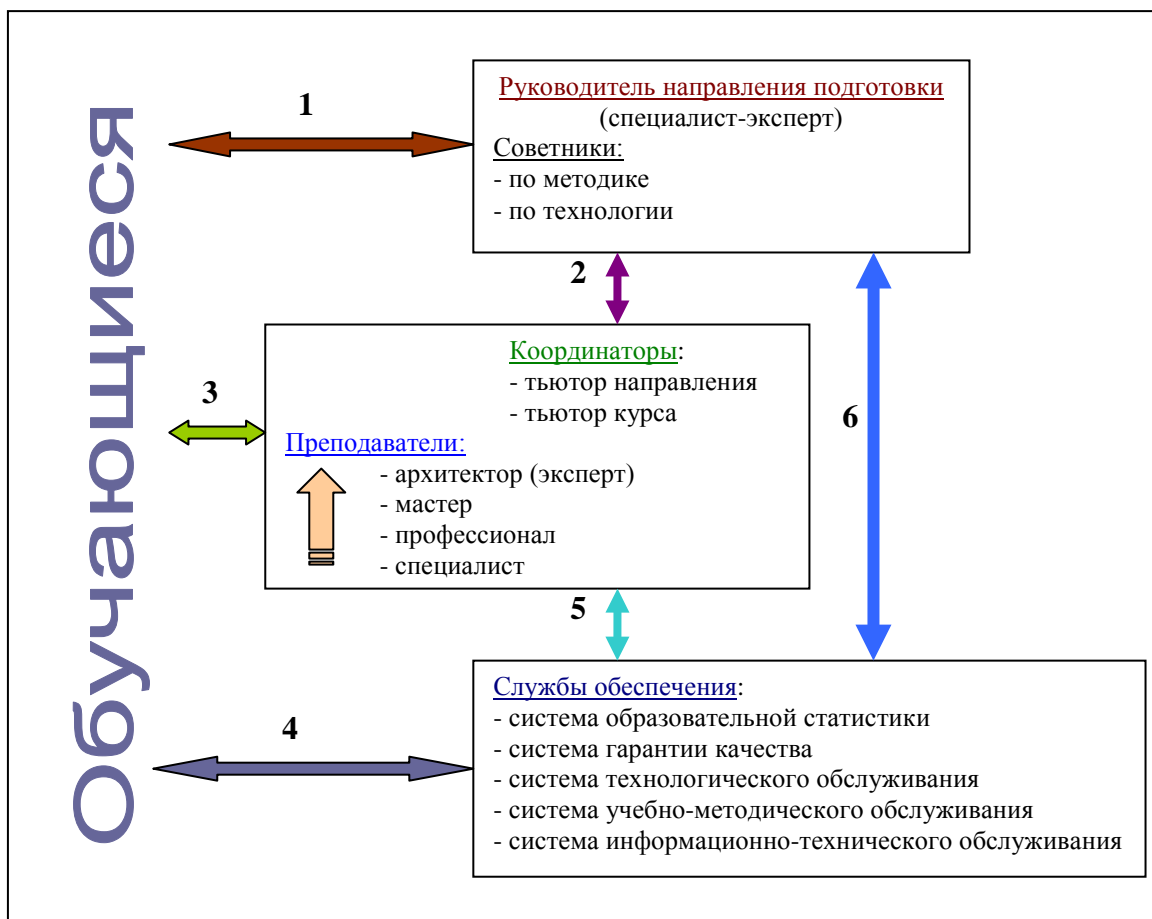 Обучающиеся
1
Руководитель направления подготовки
(специалист-эксперт)
Советники:
- по методике
- по технологии
2
6
3
Координаторы:
- тьютор направления
- тьютор курса
Преподаватели:
- архитектор (эксперт)
- мастер
- профессионал
- специалист
5
4
Службы обеспечения:
- система образовательной статистики
- система гарантии качества
- система технологического обслуживания
- система учебно-методического обслуживания
- система информационно-технического обслуживания